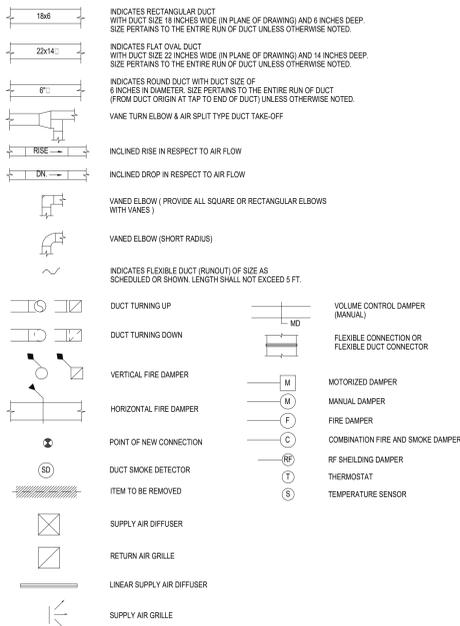 18x6
INDICATES RECTANGULAR DUCT
WITH DUCT SIZE 18 INCHES WIDE (IN PLANE OF DRAWING) AND 6 INCHES DEEP.
SIZE PERTAINS TO THE ENTIRE RUN OF DUCT UNLESS OTHERWISE NOTED.
22x14▯
INDICATES FLAT OVAL DUCT
WITH DUCT SIZE 22 INCHES WIDE (IN PLANE OF DRAWING) AND 14 INCHES DEEP.
SIZE PERTAINS TO THE ENTIRE RUN OF DUCT UNLESS OTHERWISE NOTED.
6"▯
INDICATES ROUND DUCT WITH DUCT SIZE OF
6 INCHES IN DIAMETER. SIZE PERTAINS TO THE ENTIRE RUN OF DUCT
(FROM DUCT ORIGIN AT TAP TO END OF DUCT) UNLESS OTHERWISE NOTED.
VANE TURN ELBOW & AIR SPLIT TYPE DUCT TAKE-OFF
RISE
INCLINED RISE IN RESPECT TO AIR FLOW
DN.
INCLINED DROP IN RESPECT TO AIR FLOW
VANED ELBOW ( PROVIDE ALL SQUARE OR RECTANGULAR ELBOWS
WITH VANES )
VANED ELBOW (SHORT RADIUS)
INDICATES FLEXIBLE DUCT (RUNOUT) OF SIZE AS
SCHEDULED OR SHOWN. LENGTH SHALL NOT EXCEED 5 FT.
DUCT TURNING UP
DUCT TURNING DOWN
VERTICAL FIRE DAMPER
HORIZONTAL FIRE DAMPER
POINT OF NEW CONNECTION
SD
DUCT SMOKE DETECTOR
ITEM TO BE REMOVED
SUPPLY AIR DIFFUSER
RETURN AIR GRILLE
LINEAR SUPPLY AIR DIFFUSER
SUPPLY AIR GRILLE
MD
VOLUME CONTROL DAMPER
(MANUAL)
FLEXIBLE CONNECTION OR
FLEXIBLE DUCT CONNECTOR
M
MOTORIZED DAMPER
M
MANUAL DAMPER
F
FIRE DAMPER
C
COMBINATION FIRE AND SMOKE DAMPER
RF
RF SHEILDING DAMPER
T
THERMOSTAT
S
TEMPERATURE SENSOR